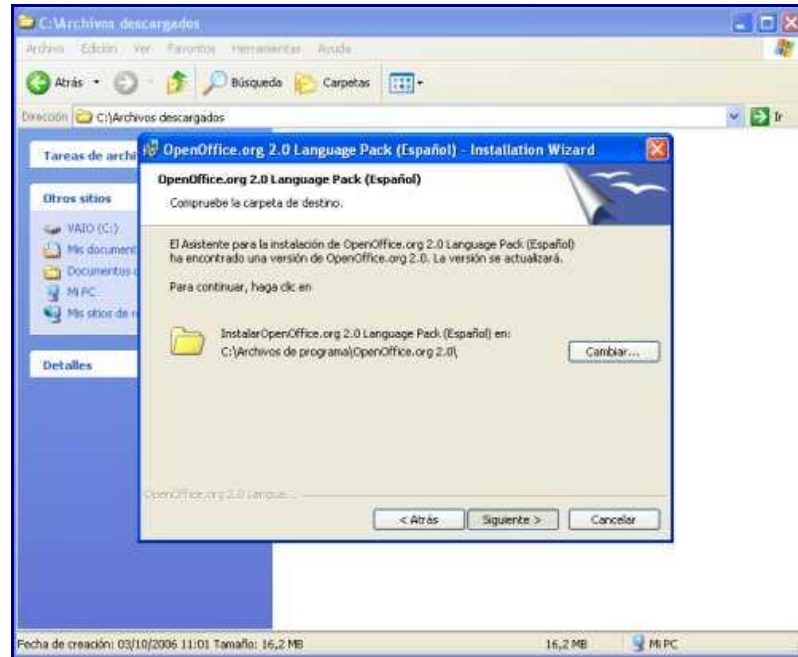 C:\Archivos descargados
Archivo Edición Ver Favoritos Herramientas Ayuda
Atrás Búsqueda Carpetas
Dirección C:\Archivos descargados Ir
Tareas de archi
Otros sitios
VAIO (C:)
Mis document
Documentos
Mi PC
Mis sitios de r
Detalles
OpenOffice.org 2.0 Language Pack (Español) - Installation Wizard
OpenOffice.org 2.0 Language Pack (Español)
Compruebe la carpeta de destino.
El Asistente para la instalación de OpenOffice.org 2.0 Language Pack (Español)
ha encontrado una versión de OpenOffice.org 2.0. La versión se actualizará.
Para continuar, haga clic en
InstalarOpenOffice.org 2.0 Language Pack (Español) en:
C:\Archivos de programa\OpenOffice.org 2.0\
Cambiar...
OpenOffice.org 2.0 Langua...
< Atrás Siguiente > Cancelar
Fecha de creación: 03/10/2006 11:01 Tamaño: 16,2 MB 16,2 MB Mi PC